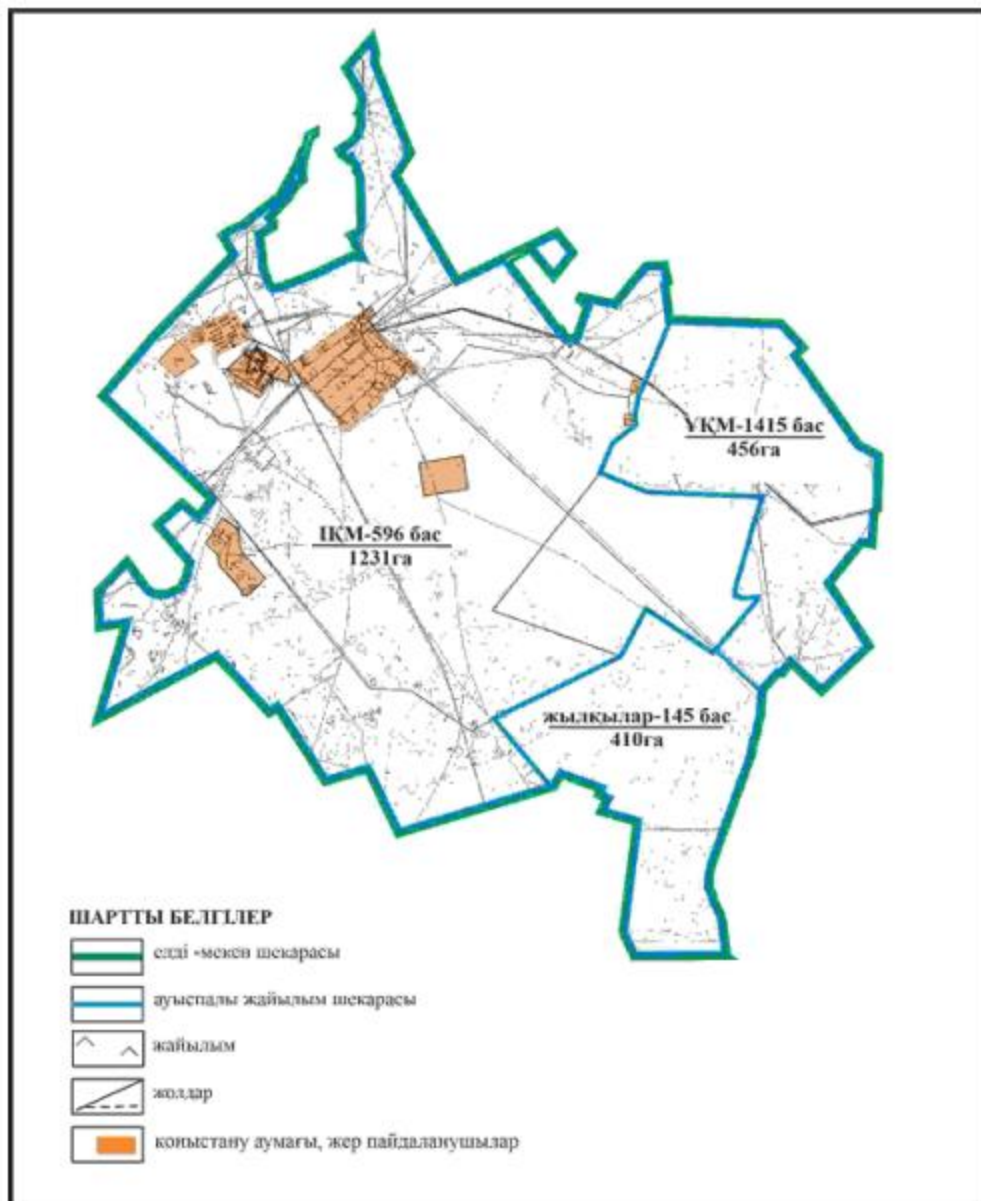 ҰҚМ-1415 бас
456га
ІҚМ-596 бас
1231га
жылқылар-145 бас
410га
ШАРТТЫ БЕЛГІЛЕР
елді -мекен шекарасы
ауыспалы жайылым шекарасы
жайылым
жолдар
қоныстану аумағы, жер пайдаланушылар